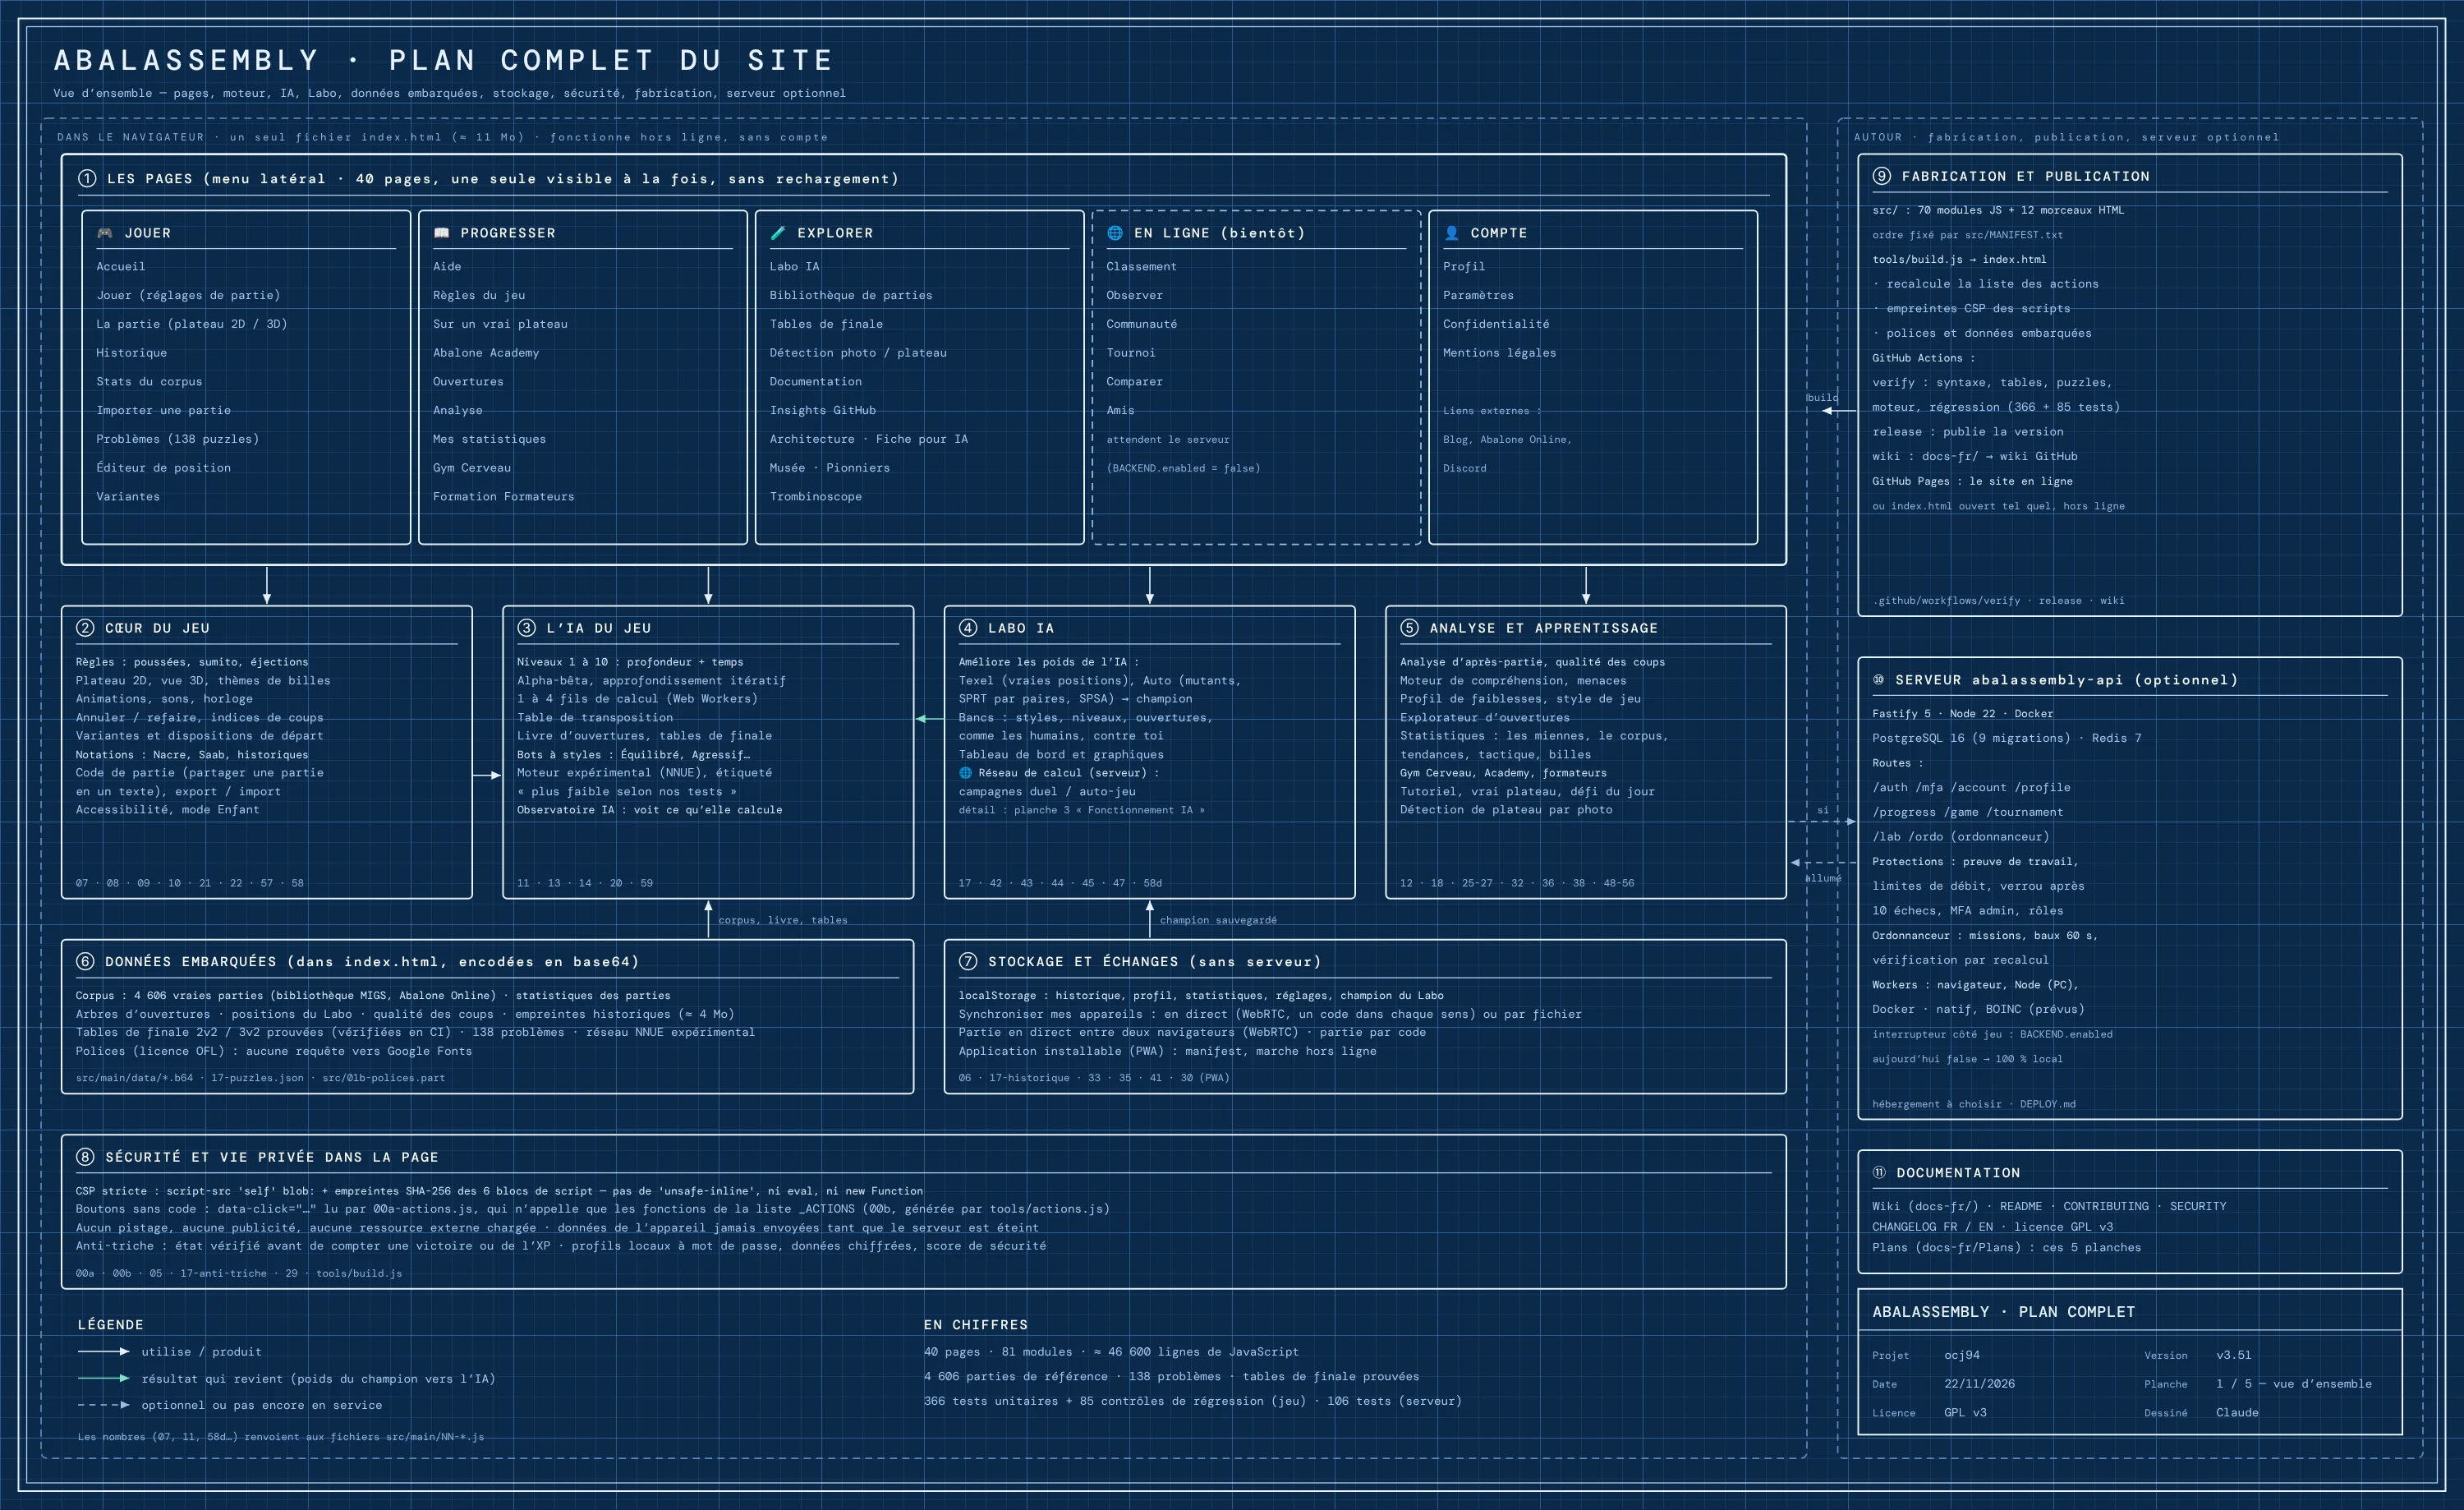 ABALASSEMBLY · PLAN COMPLET DU SITE
Vue d’ensemble — pages, moteur, IA, Labo, données embarquées, stockage, sécurité, fabrication, serveur optionnel
DANS LE NAVIGATEUR · un seul fichier index.html (≈ 11 Mo) · fonctionne hors ligne, sans compte
① LES PAGES (menu latéral · 40 pages, une seule visible à la fois, sans rechargement)
🎮 JOUER
Accueil
Jouer (réglages de partie)
La partie (plateau 2D / 3D)
Historique
Stats du corpus
Importer une partie
Problèmes (138 puzzles)
Éditeur de position
Variantes
📖 PROGRESSER
Aide
Règles du jeu
Sur un vrai plateau
Abalone Academy
Ouvertures
Analyse
Mes statistiques
Gym Cerveau
Formation Formateurs
🧪 EXPLORER
Labo IA
Bibliothèque de parties
Tables de finale
Détection photo / plateau
Documentation
Insights GitHub
Architecture · Fiche pour IA
Musée · Pionniers
Trombinoscope
🌐 EN LIGNE (bientôt)
Classement
Observer
Communauté
Tournoi
Comparer
Amis
attendent le serveur
(BACKEND.enabled = false)
👤 COMPTE
Profil
Paramètres
Confidentialité
Mentions légales
Liens externes :
Blog, Abalone Online,
Discord
② CŒUR DU JEU
Règles : poussées, sumito, éjections
Plateau 2D, vue 3D, thèmes de billes
Animations, sons, horloge
Annuler / refaire, indices de coups
Variantes et dispositions de départ
Notations : Nacre, Saab, historiques
Code de partie (partager une partie
en un texte), export / import
Accessibilité, mode Enfant
07 · 08 · 09 · 10 · 21 · 22 · 57 · 58
③ L’IA DU JEU
Niveaux 1 à 10 : profondeur + temps
Alpha-bêta, approfondissement itératif
1 à 4 fils de calcul (Web Workers)
Table de transposition
Livre d’ouvertures, tables de finale
Bots à styles : Équilibré, Agressif…
Moteur expérimental (NNUE), étiqueté
« plus faible selon nos tests »
Observatoire IA : voit ce qu’elle calcule
11 · 13 · 14 · 20 · 59
④ LABO IA
Améliore les poids de l’IA :
Texel (vraies positions), Auto (mutants,
SPRT par paires, SPSA) → champion
Bancs : styles, niveaux, ouvertures,
comme les humains, contre toi
Tableau de bord et graphiques
🌐 Réseau de calcul (serveur) :
campagnes duel / auto-jeu
détail : planche 3 « Fonctionnement IA »
17 · 42 · 43 · 44 · 45 · 47 · 58d
⑤ ANALYSE ET APPRENTISSAGE
Analyse d’après-partie, qualité des coups
Moteur de compréhension, menaces
Profil de faiblesses, style de jeu
Explorateur d’ouvertures
Statistiques : les miennes, le corpus,
tendances, tactique, billes
Gym Cerveau, Academy, formateurs
Tutoriel, vrai plateau, défi du jour
Détection de plateau par photo
12 · 18 · 25-27 · 32 · 36 · 38 · 48-56
corpus, livre, tables
champion sauvegardé
⑥ DONNÉES EMBARQUÉES (dans index.html, encodées en base64)
Corpus : 4 606 vraies parties (bibliothèque MIGS, Abalone Online) · statistiques des parties
Arbres d’ouvertures · positions du Labo · qualité des coups · empreintes historiques (≈ 4 Mo)
Tables de finale 2v2 / 3v2 prouvées (vérifiées en CI) · 138 problèmes · réseau NNUE expérimental
Polices (licence OFL) : aucune requête vers Google Fonts
src/main/data/*.b64 · 17-puzzles.json · src/01b-polices.part
⑦ STOCKAGE ET ÉCHANGES (sans serveur)
localStorage : historique, profil, statistiques, réglages, champion du Labo
Synchroniser mes appareils : en direct (WebRTC, un code dans chaque sens) ou par fichier
Partie en direct entre deux navigateurs (WebRTC) · partie par code
Application installable (PWA) : manifest, marche hors ligne
06 · 17-historique · 33 · 35 · 41 · 30 (PWA)
⑧ SÉCURITÉ ET VIE PRIVÉE DANS LA PAGE
CSP stricte : script-src 'self' blob: + empreintes SHA-256 des 6 blocs de script — pas de 'unsafe-inline', ni eval, ni new Function
Boutons sans code : data-click="…" lu par 00a-actions.js, qui n’appelle que les fonctions de la liste _ACTIONS (00b, générée par tools/actions.js)
Aucun pistage, aucune publicité, aucune ressource externe chargée · données de l’appareil jamais envoyées tant que le serveur est éteint
Anti-triche : état vérifié avant de compter une victoire ou de l’XP · profils locaux à mot de passe, données chiffrées, score de sécurité
00a · 00b · 05 · 17-anti-triche · 29 · tools/build.js
LÉGENDE
utilise / produit
résultat qui revient (poids du champion vers l’IA)
optionnel ou pas encore en service
Les nombres (07, 11, 58d…) renvoient aux fichiers src/main/NN-*.js
EN CHIFFRES
40 pages · 81 modules · ≈ 46 600 lignes de JavaScript
4 606 parties de référence · 138 problèmes · tables de finale prouvées
366 tests unitaires + 85 contrôles de régression (jeu) · 106 tests (serveur)
build
si
allumé
AUTOUR · fabrication, publication, serveur optionnel
⑨ FABRICATION ET PUBLICATION
src/ : 70 modules JS + 12 morceaux HTML
ordre fixé par src/MANIFEST.txt
tools/build.js → index.html
· recalcule la liste des actions
· empreintes CSP des scripts
· polices et données embarquées
GitHub Actions :
verify : syntaxe, tables, puzzles,
moteur, régression (366 + 85 tests)
release : publie la version
wiki : docs-fr/ → wiki GitHub
GitHub Pages : le site en ligne
ou index.html ouvert tel quel, hors ligne
.github/workflows/verify · release · wiki
⑩ SERVEUR abalassembly-api (optionnel)
Fastify 5 · Node 22 · Docker
PostgreSQL 16 (9 migrations) · Redis 7
Routes :
/auth /mfa /account /profile
/progress /game /tournament
/lab /ordo (ordonnanceur)
Protections : preuve de travail,
limites de débit, verrou après
10 échecs, MFA admin, rôles
Ordonnanceur : missions, baux 60 s,
vérification par recalcul
Workers : navigateur, Node (PC),
Docker · natif, BOINC (prévus)
interrupteur côté jeu : BACKEND.enabled
aujourd’hui false → 100 % local
hébergement à choisir · DEPLOY.md
⑪ DOCUMENTATION
Wiki (docs-fr/) · README · CONTRIBUTING · SECURITY
CHANGELOG FR / EN · licence GPL v3
Plans (docs-fr/Plans) : ces 5 planches
ABALASSEMBLY · PLAN COMPLET
Projet ocj94 Version v3.51
Date 22/11/2026 Planche 1 / 5 — vue d’ensemble
Licence GPL v3 Dessiné Claude